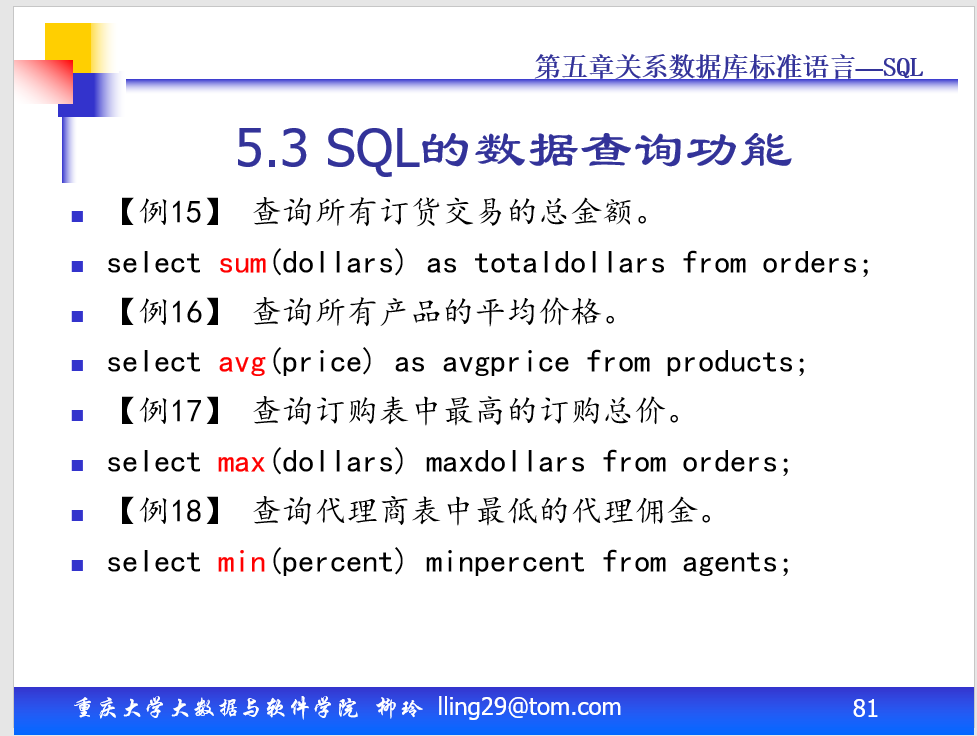 第五章关系数据库标准语言—SQL
5.3 SQL的数据查询功能
【例15】 查询所有订货交易的总金额。
select sum(dollars) as totaldollars from orders;
【例16】 查询所有产品的平均价格。
select avg(price) as avgprice from products;
【例17】 查询订购表中最高的订购总价。
select max(dollars) maxdollars from orders;
【例18】 查询代理商表中最低的代理佣金。
select min(percent) minpercent from agents;
重庆大学大数据与软件学院 柳玲 lling29@tom.com 81